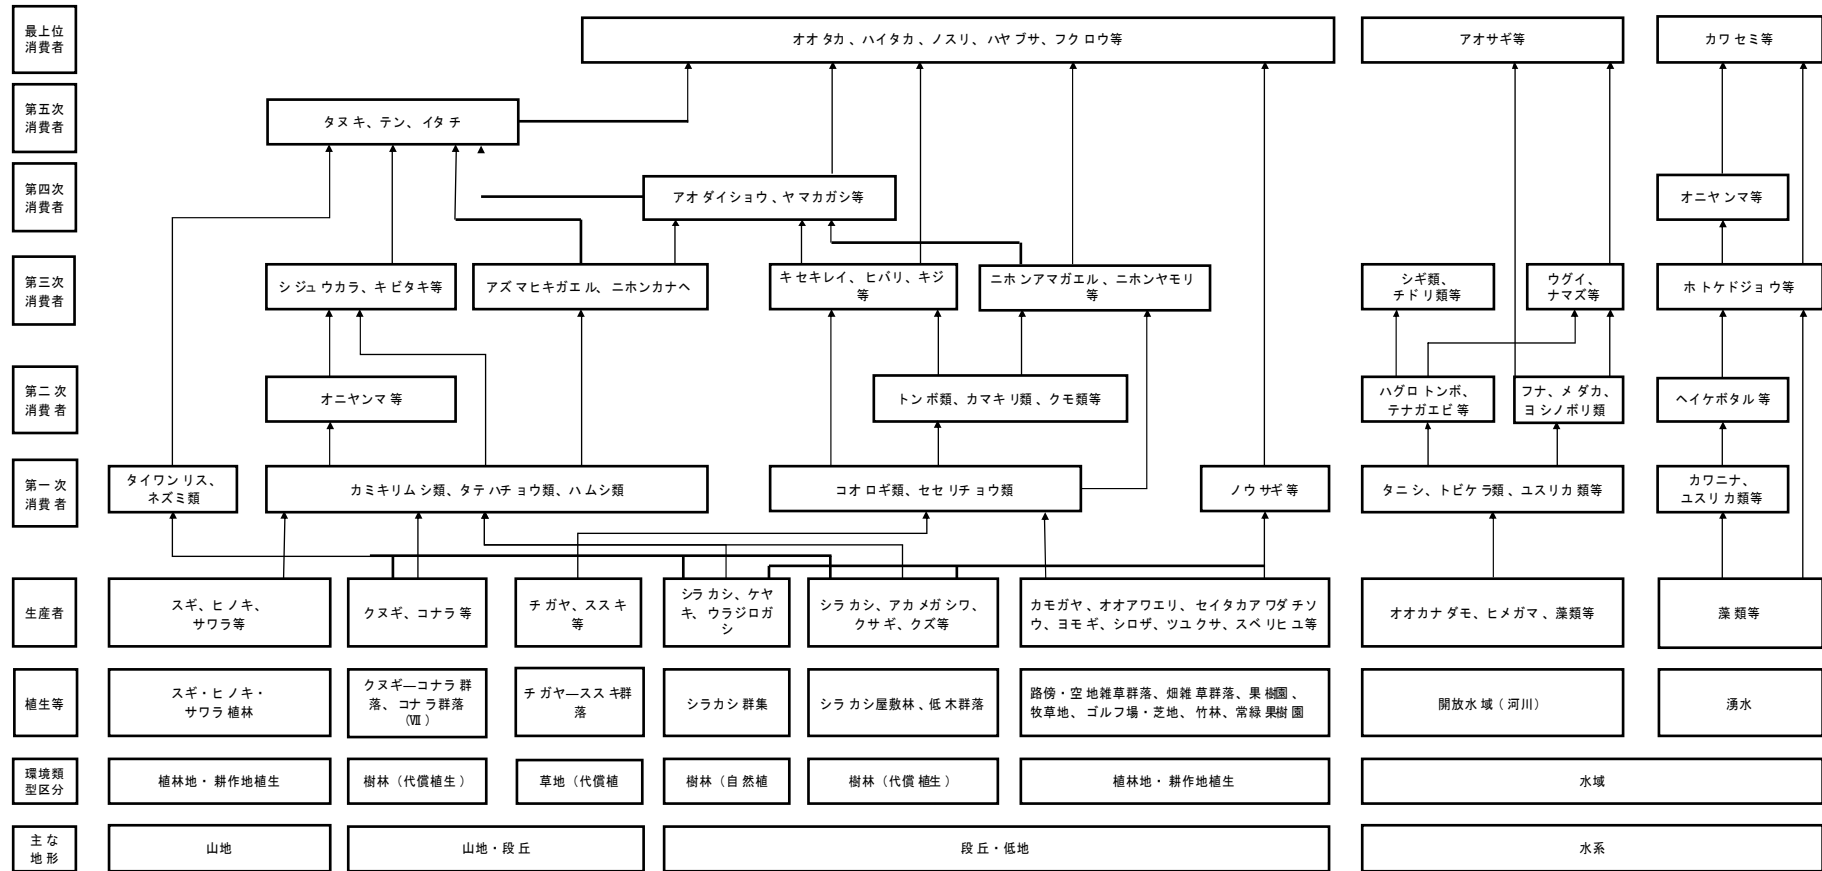 最上位
消費者
オオタカ、ハイタカ、ノスリ、ハヤブサ、フクロウ等
アオサギ等
カワセミ等
第五次
消費者
タヌキ、テン、イタチ
第四次
消費者
アオダイショウ、ヤマカガシ等
オニヤンマ等
第三次
消費者
シジュウカラ、キビタキ等
アズマヒキガエル、ニホンカナヘ
キセキレイ、ヒバリ、キジ
等
ニホンアマガエル、ニホンヤモリ
等
シギ類、
チドリ類等
ウグイ、
ナマズ等
ホトケドジョウ等
第二次
消費者
オニヤンマ等
トンボ類、カマキリ類、クモ類等
ハグロトンボ、
テナガエビ等
フナ、メダカ、
ヨシノボリ類
ヘイケボタル等
第一次
消費者
タイワンリス、
ネズミ類
カミキリムシ類、タテハチョウ類、ハムシ類
コオロギ類、セセリチョウ類
ノウサギ等
タニシ、トビケラ類、ユスリカ類等
カワニナ、
ユスリカ類等
生産者
スギ、ヒノキ、
サワラ等
クヌギ、コナラ等
チガヤ、ススキ
等
シラカシ、ケヤ
キ、ウラジロガ
シ
シラカシ、アカメガシワ、
クサギ、クズ等
カモガヤ、オオアワエリ、セイタカアワダチソ
ウ、ヨモギ、シロザ、ツユクサ、スベリヒユ等
オオカナダモ、ヒメガマ、藻類等
藻類等
植生等
スギ・ヒノキ・
サワラ植林
クヌギ―コナラ群
落、コナラ群落
(Ⅶ)
チガヤ―ススキ群
落
シラカシ群集
シラカシ屋敷林、低木群落
路傍・空地雑草群落、畑雑草群落、果樹園、
牧草地、ゴルフ場・芝地、竹林、常緑果樹園
開放水域（河川）
湧水
環境類
型区分
植林地・耕作地植生
樹林（代償植生）
草地（代償植
樹林（自然植
樹林（代償植生）
植林地・耕作地植生
水域
主な
地形
山地
山地・段丘
段丘・低地
水系